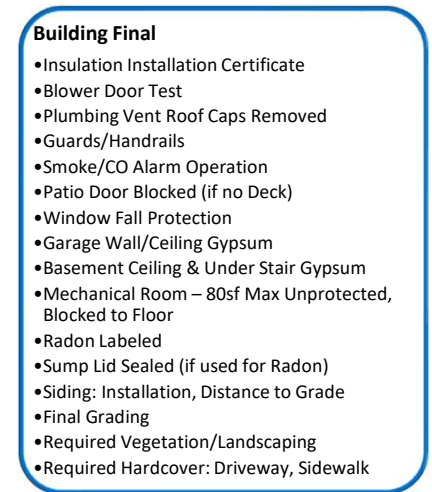 Building Final
•Insulation Installation Certificate
•Blower Door Test
•Plumbing Vent Roof Caps Removed
•Guards/Handrails
•Smoke/CO Alarm Operation
•Patio Door Blocked (if no Deck)
•Window Fall Protection
•Garage Wall/Ceiling Gypsum
•Basement Ceiling & Under Stair Gypsum
•Mechanical Room – 80sf Max Unprotected,
Blocked to Floor
•Radon Labeled
•Sump Lid Sealed (if used for Radon)
•Siding: Installation, Distance to Grade
•Final Grading
•Required Vegetation/Landscaping
•Required Hardcover: Driveway, Sidewalk